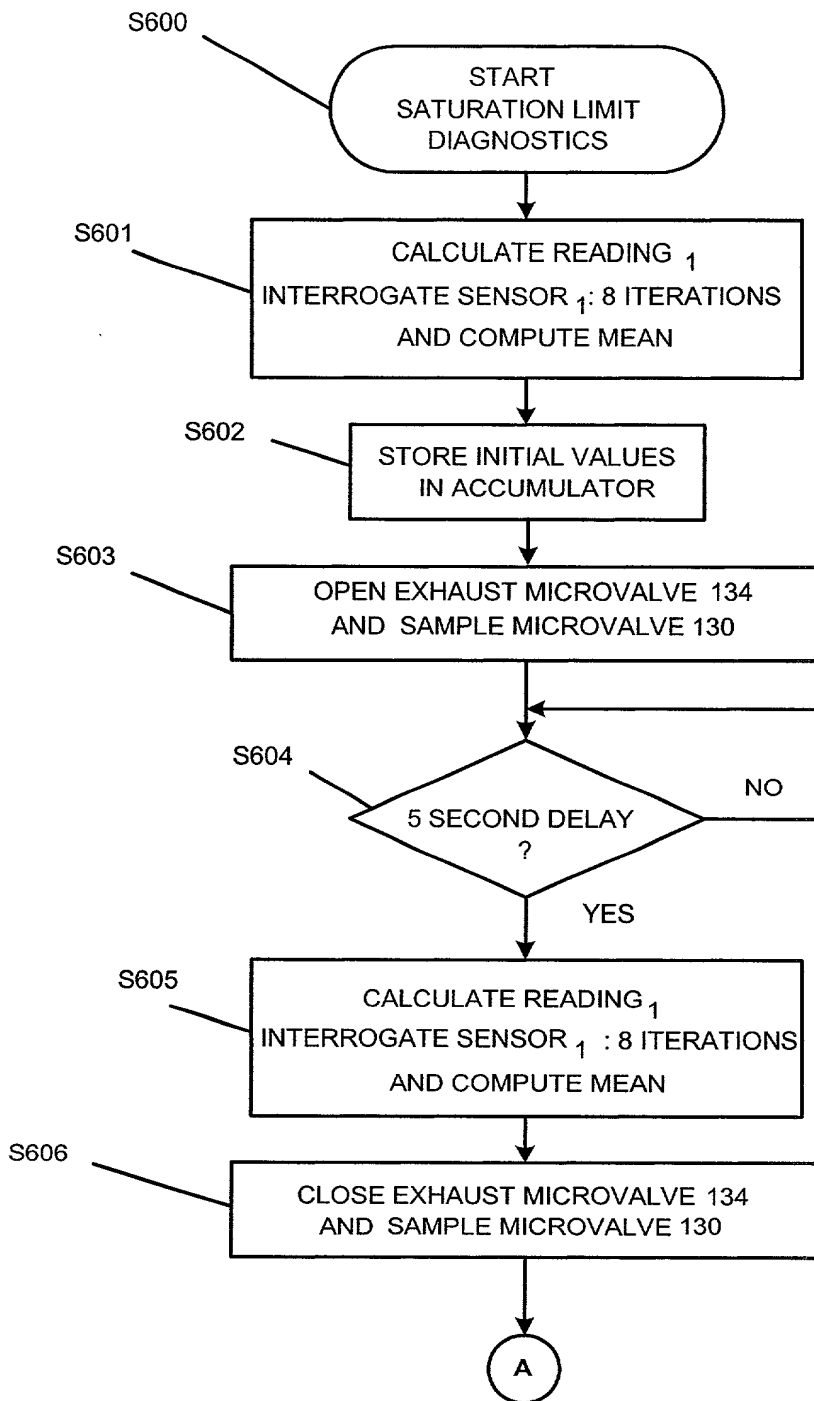 S600
START
SATURATION LIMIT
DIAGNOSTICS
S601
CALCULATE READING 1
INTERROGATE SENSOR 1: 8 ITERATIONS
AND COMPUTE MEAN
S602
STORE INITIAL VALUES
IN ACCUMULATOR
S603
OPEN EXHAUST MICROVALVE 134
AND SAMPLE MICROVALVE 130
S604
5 SECOND DELAY
?
NO
YES
S605
CALCULATE READING 1
INTERROGATE SENSOR 1 : 8 ITERATIONS
AND COMPUTE MEAN
S606
CLOSE EXHAUST MICROVALVE 134
AND SAMPLE MICROVALVE 130
A